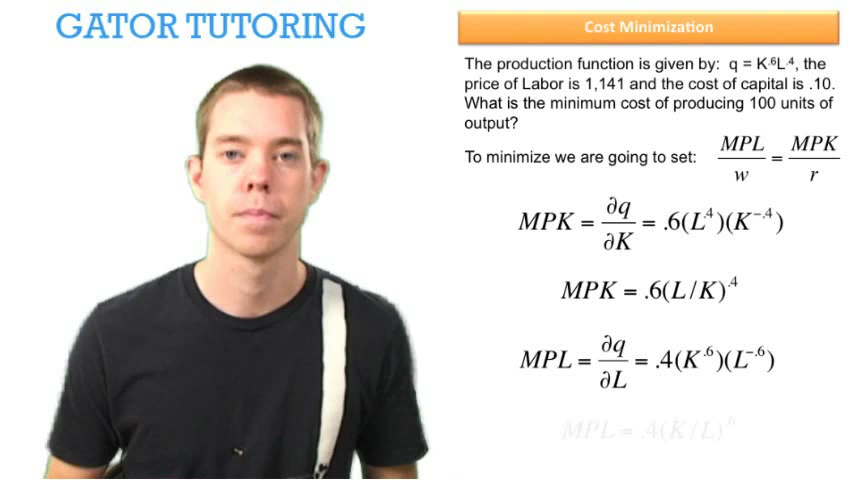 GATOR TUTORING
Cost Minimization
The production function is given by: q = K^.6L^.4, the
price of Labor is 1,141 and the cost of capital is .10.
What is the minimum cost of producing 100 units of
output?
To minimize we are going to set: MPL/w = MPK/r
MPK = ∂q/∂K = .6(L^.4)(K^−.4)
MPK = .6(L/K)^.4
MPL = ∂q/∂L = .4(K^.6)(L^−.6)
MPL = .4(K/L)^.6